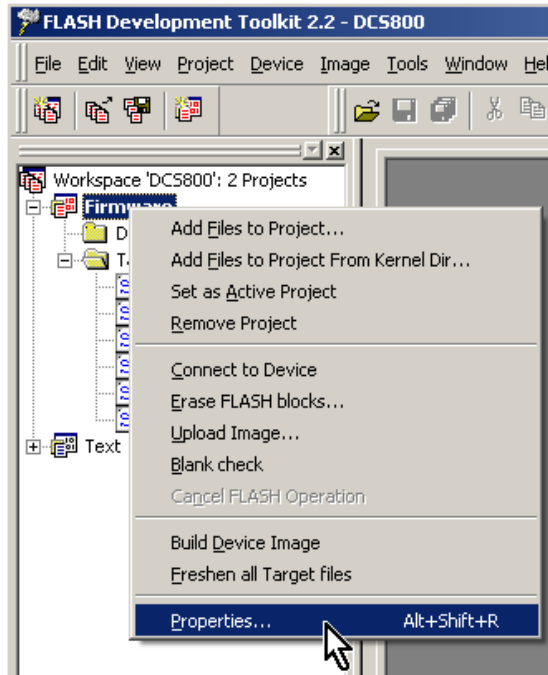 FLASH Development Toolkit 2.2 - DCS800
File Edit View Project Device Image Tools Window Hel
Workspace 'DCS800': 2 Projects
Firmware
D
Ta
Text
Add Files to Project...
Add Files to Project From Kernel Dir...
Set as Active Project
Remove Project
Connect to Device
Erase FLASH blocks...
Upload Image...
Blank check
Cancel FLASH Operation
Build Device Image
Freshen all Target files
Properties... Alt+Shift+R